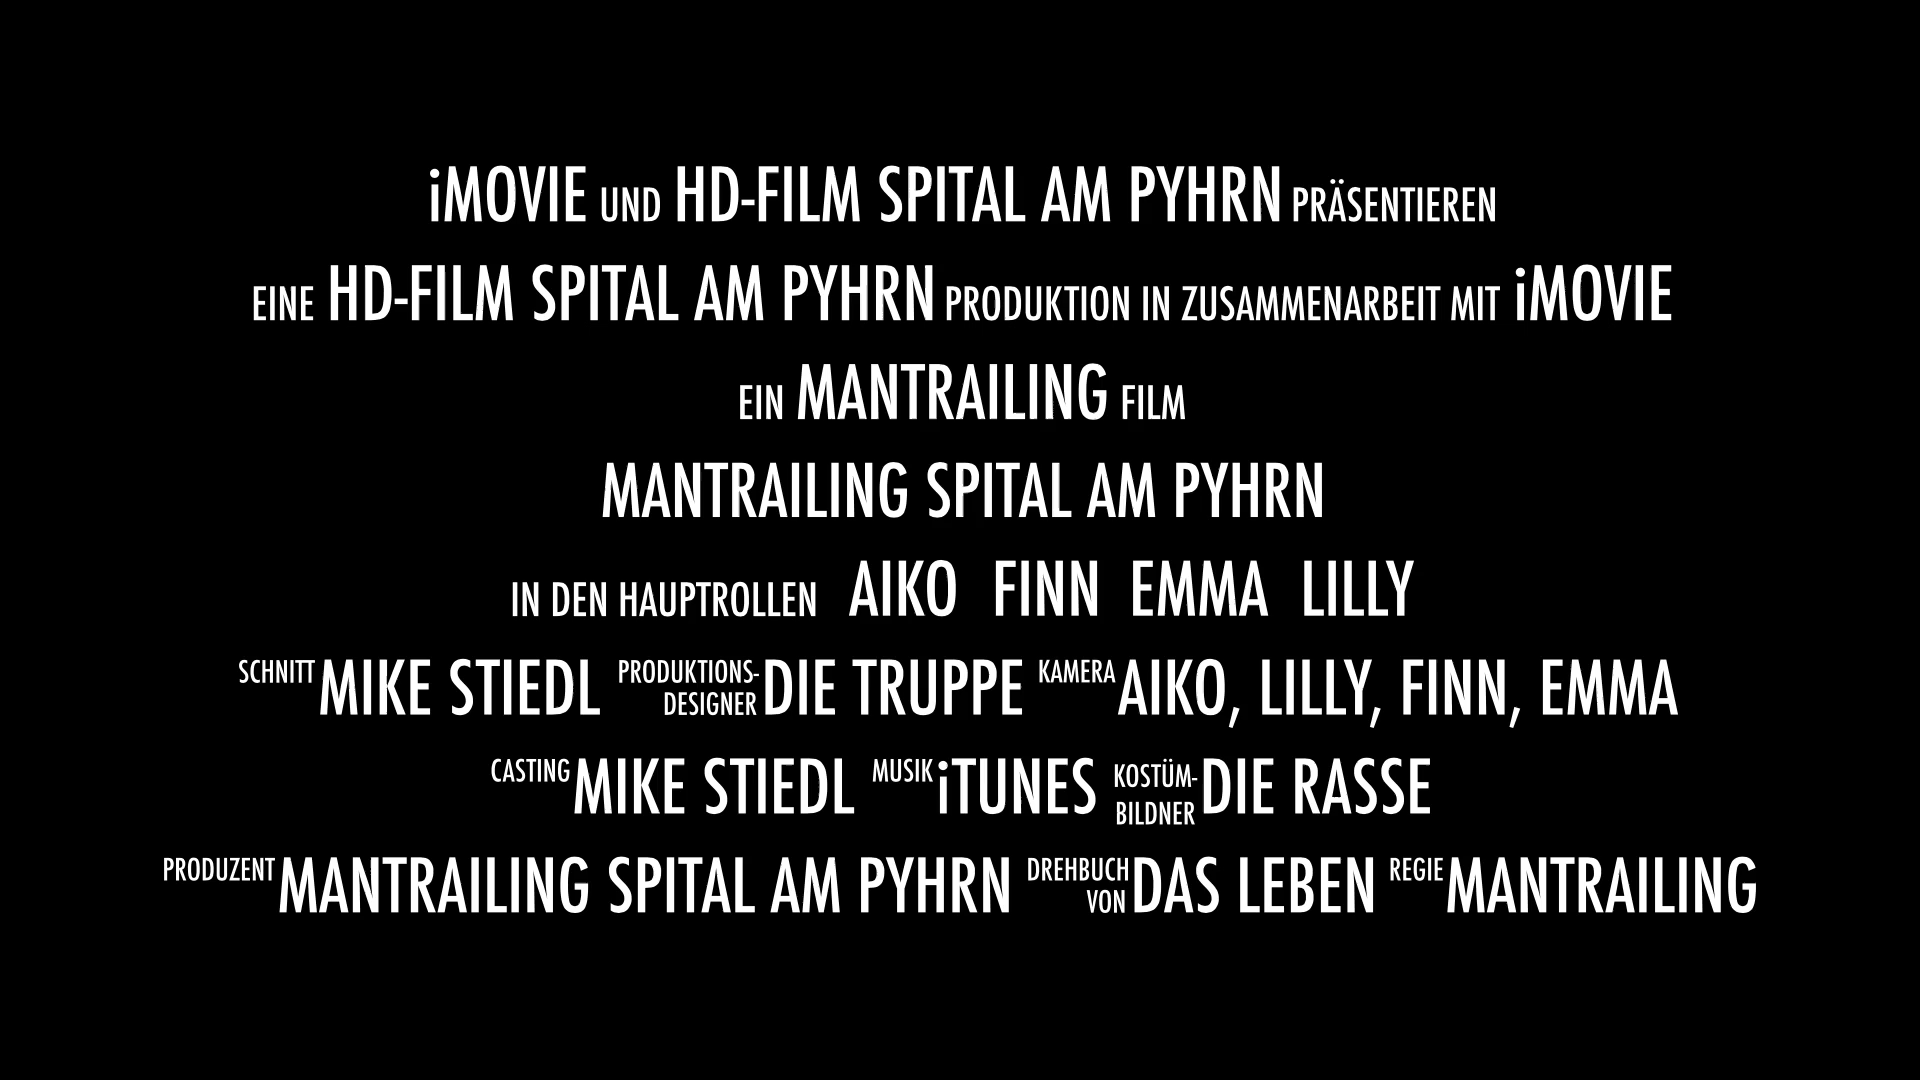 iMOVIE UND HD-FILM SPITAL AM PYHRN PRÄSENTIEREN
EINE HD-FILM SPITAL AM PYHRN PRODUKTION IN ZUSAMMENARBEIT MIT iMOVIE
EIN MANTRAILING FILM
MANTRAILING SPITAL AM PYHRN
IN DEN HAUPTROLLEN AIKO FINN EMMA LILLY
SCHNITT MIKE STIEDL PRODUKTIONS-DESIGNER DIE TRUPPE KAMERA AIKO, LILLY, FINN, EMMA
CASTING MIKE STIEDL MUSIK iTUNES KOSTÜM-BILDNER DIE RASSE
PRODUZENT MANTRAILING SPITAL AM PYHRN DREHBUCH VON DAS LEBEN REGIE MANTRAILING